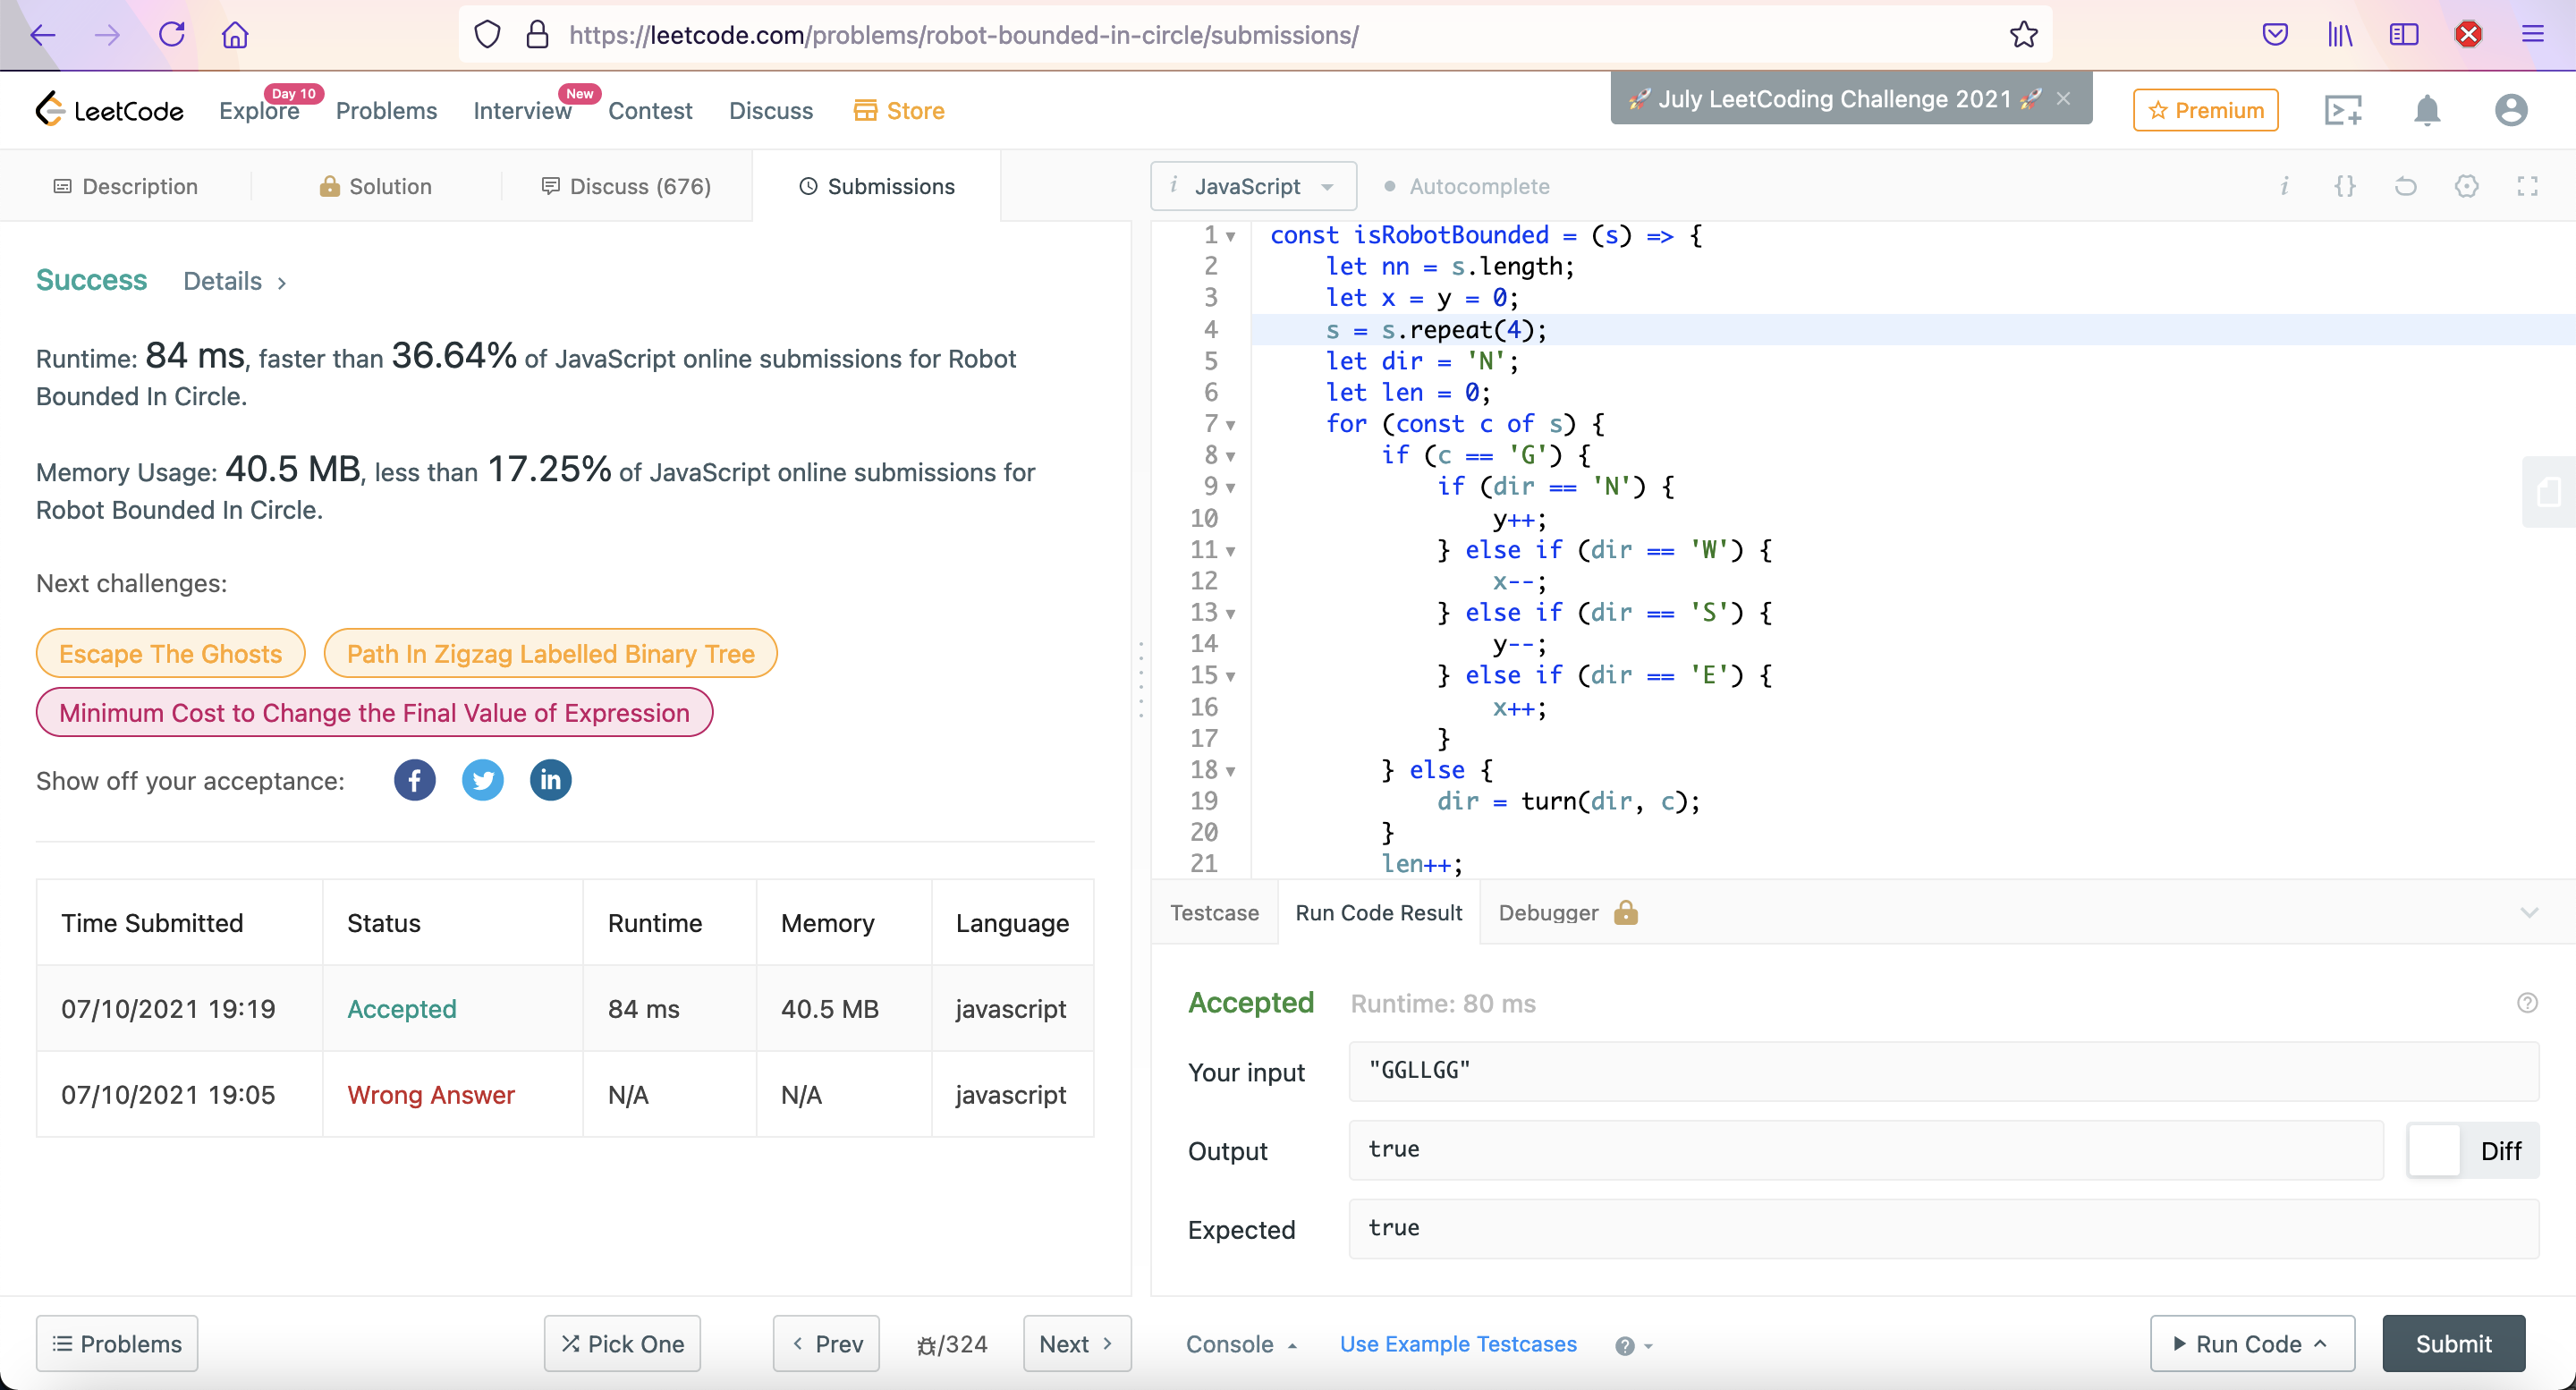 https://leetcode.com/problems/robot-bounded-in-circle/submissions/
LeetCode
Explore
Day 10
Problems
Interview
New
Contest
Discuss
Store
🚀 July LeetCoding Challenge 2021 🚀 ×
Premium
Description
Solution
Discuss (676)
Submissions
i JavaScript
Autocomplete
Success Details >
Runtime: 84 ms, faster than 36.64% of JavaScript online submissions for Robot
Bounded In Circle.
Memory Usage: 40.5 MB, less than 17.25% of JavaScript online submissions for
Robot Bounded In Circle.
Next challenges:
Escape The Ghosts
Path In Zigzag Labelled Binary Tree
Minimum Cost to Change the Final Value of Expression
Show off your acceptance:
Time Submitted Status Runtime Memory Language
07/10/2021 19:19 Accepted 84 ms 40.5 MB javascript
07/10/2021 19:05 Wrong Answer N/A N/A javascript
1 const isRobotBounded = (s) => {
2 let nn = s.length;
3 let x = y = 0;
4 s = s.repeat(4);
5 let dir = 'N';
6 let len = 0;
7 for (const c of s) {
8 if (c == 'G') {
9 if (dir == 'N') {
10 y++;
11 } else if (dir == 'W') {
12 x--;
13 } else if (dir == 'S') {
14 y--;
15 } else if (dir == 'E') {
16 x++;
17 }
18 } else {
19 dir = turn(dir, c);
20 }
21 len++;
Testcase Run Code Result Debugger
Accepted Runtime: 80 ms
Your input "GGLLGG"
Output true Diff
Expected true
Problems
Pick One
< Prev
/324
Next >
Console
Use Example Testcases
Run Code
Submit